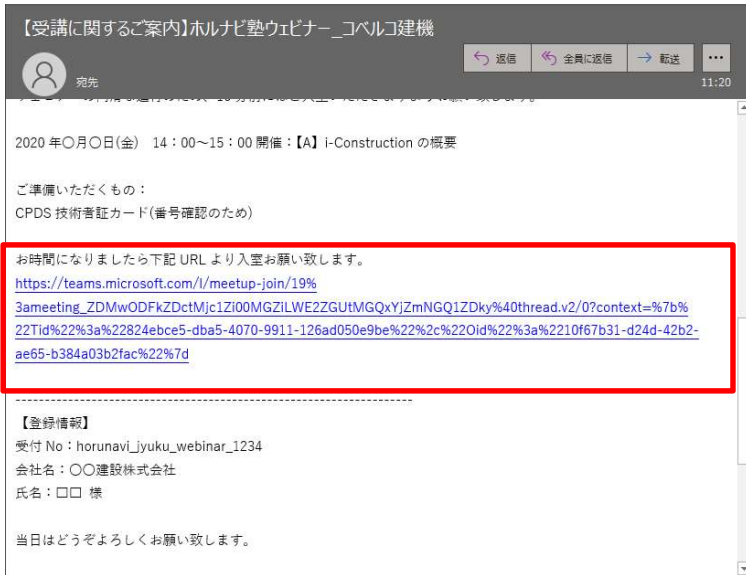 【受講に関するご案内】ホルナビ塾ウェビナー_コベルコ建機
返信
全員に返信
転送
宛先
11:20
2020 年〇月〇日(金) 14:00～15:00 開催:【A】i-Construction の概要
ご準備いただくもの:
CPDS 技術者証カード(番号確認のため)
お時間になりましたら下記 URL より入室お願い致します。
https://teams.microsoft.com/l/meetup-join/19%
3ameeting_ZDMwODFkZDctMjc1Zi00MGZiLWE2ZGUtMGQxYjZmNGQ1ZDky%40thread.v2/0?context=%7b%
22Tid%22%3a%22824ebce5-dba5-4070-9911-126ad050e9be%22%2c%22Oid%22%3a%2210f67b31-d24d-42b2-
ae65-b384a03b2fac%22%7d
【登録情報】
受付 No:horunavi_jyuku_webinar_1234
会社名:〇〇建設株式会社
氏名:□□ 様
当日はどうぞよろしくお願い致します。